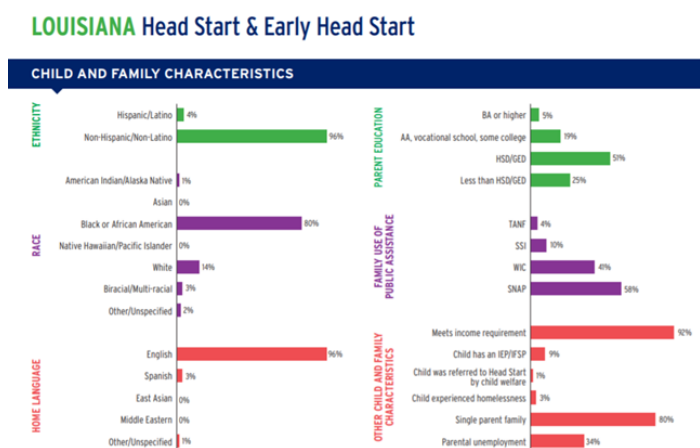 LOUISIANA Head Start & Early Head Start
CHILD AND FAMILY CHARACTERISTICS
ETHNICITY
Hispanic/Latino 4%
Non-Hispanic/Non-Latino 96%
RACE
American Indian/Alaska Native 1%
Asian 0%
Black or African American 80%
Native Hawaiian/Pacific Islander 0%
White 14%
Biracial/Multi-racial 3%
Other/Unspecified 2%
HOME LANGUAGE
English 96%
Spanish 3%
East Asian 0%
Middle Eastern 0%
Other/Unspecified 1%
PARENT EDUCATION
BA or higher 5%
AA, vocational school, some college 19%
HSD/GED 51%
Less than HSD/GED 25%
FAMILY USE OF
PUBLIC ASSISTANCE
TANF 4%
SSI 10%
WIC 41%
SNAP 58%
OTHER CHILD AND FAMILY
CHARACTERISTICS
Meets income requirement 92%
Child has an IEP/IFSP 9%
Child was referred to Head Start
by child welfare 1%
Child experienced homelessness 3%
Single parent family 80%
Parental unemployment 34%